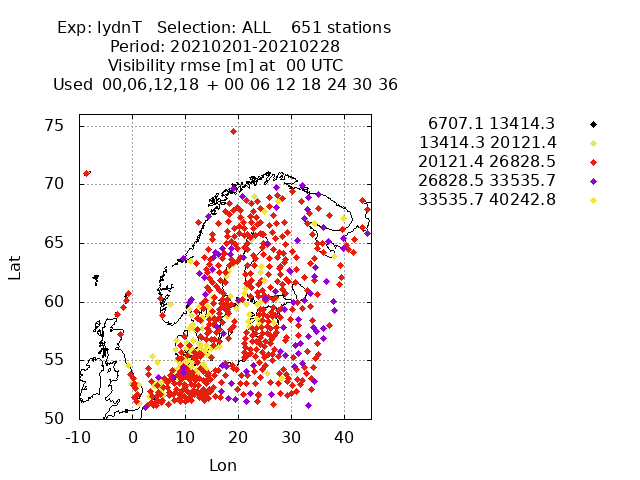 Exp: IydnT Selection: ALL 651 stations
Period: 20210201-20210228
Visibility rmse [m] at 00 UTC
Used 00,06,12,18 + 00 06 12 18 24 30 36
6707.1 13414.3
13414.3 20121.4
20121.4 26828.5
26828.5 33535.7
33535.7 40242.8
75
70
65
60
55
50
Lat
-10 0 10 20 30 40
Lon